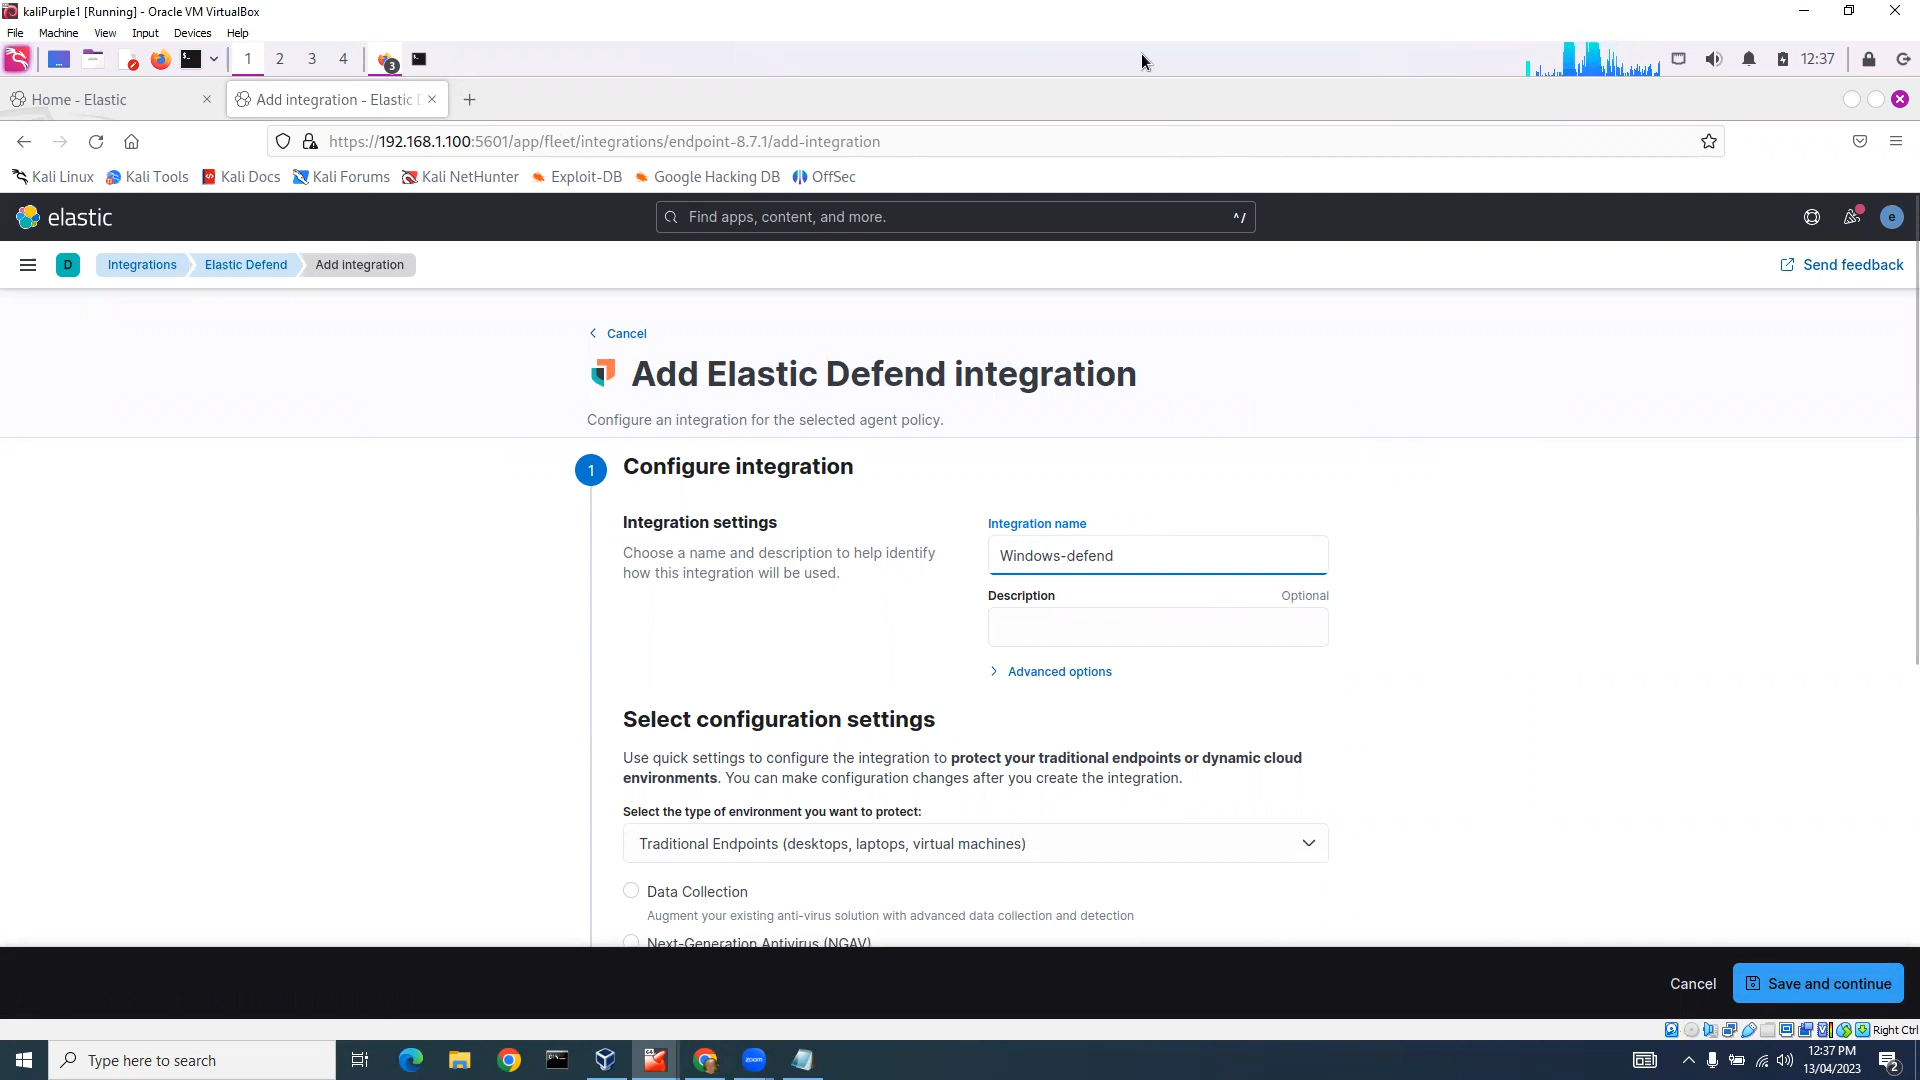 kaliPurple1 [Running] - Oracle VM VirtualBox
File Machine View Input Devices Help
1 2 3 4 3 12:37
Home - Elastic
Add integration - Elastic
https://192.168.1.100:5601/app/fleet/integrations/endpoint-8.7.1/add-integration
Kali Linux Kali Tools Kali Docs Kali Forums Kali NetHunter Exploit-DB Google Hacking DB OffSec
elastic Find apps, content, and more. ^/ e
D Integrations Elastic Defend Add integration Send feedback
Cancel
Add Elastic Defend integration
Configure an integration for the selected agent policy.
1 Configure integration
Integration settings
Choose a name and description to help identify
how this integration will be used.
Integration name
Windows-defend
Description Optional
Advanced options
Select configuration settings
Use quick settings to configure the integration to protect your traditional endpoints or dynamic cloud
environments. You can make configuration changes after you create the integration.
Select the type of environment you want to protect:
Traditional Endpoints (desktops, laptops, virtual machines)
Data Collection
Augment your existing anti-virus solution with advanced data collection and detection
Next-Generation Antivirus (NGAV)
Cancel Save and continue
Right Ctrl
Type here to search
zoom
12:37 PM
13/04/2023
2